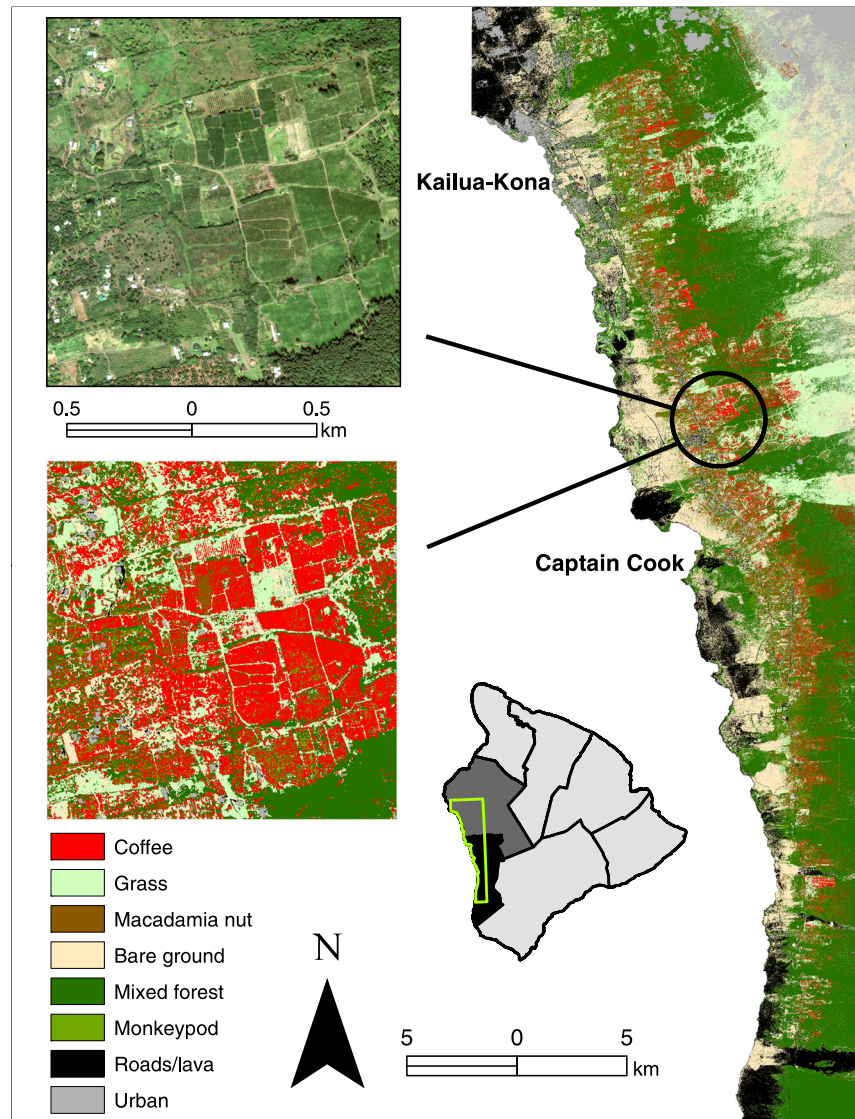 Kailua-Kona
0.5 0 0.5
km
Captain Cook
Coffee
Grass
Macadamia nut
Bare ground
Mixed forest
Monkeypod
Roads/lava
Urban
N
5 0 5
km